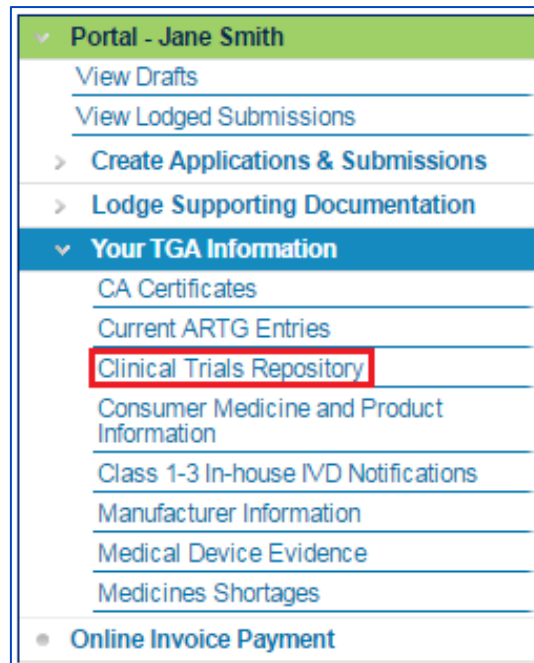 Portal - Jane Smith
View Drafts
View Lodged Submissions
Create Applications & Submissions
Lodge Supporting Documentation
Your TGA Information
CA Certificates
Current ARTG Entries
Clinical Trials Repository
Consumer Medicine and Product
Information
Class 1-3 In-house IVD Notifications
Manufacturer Information
Medical Device Evidence
Medicines Shortages
Online Invoice Payment